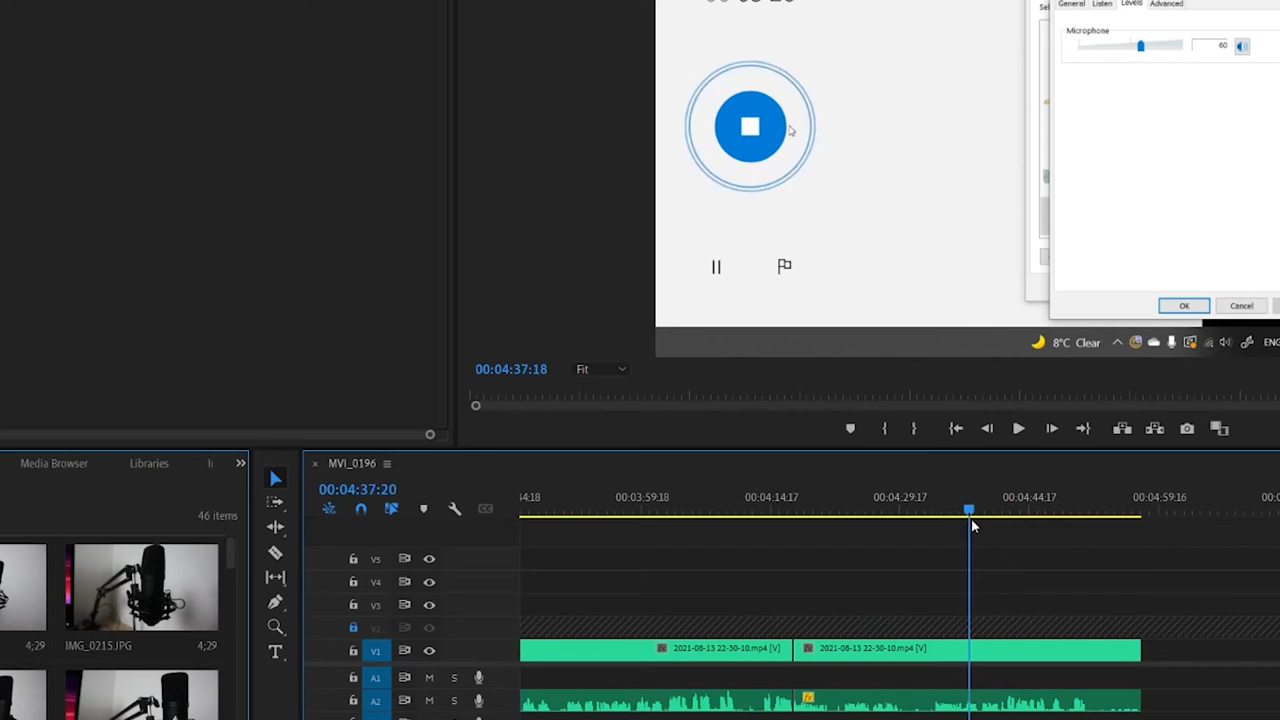 General Listen Levels Advanced
Microphone
60
OK Cancel
8°C Clear ENG
00:04:37:18 Fit
Media Browser Libraries
MVI_0196
46 items
00:04:37:20
:4:18 00:03:59:18 00:04:14:17 00:04:29:17 00:04:44:17 00:04:59:16
V5
V4
V3
V2
IMG_0215.JPG 4;29
4;29
V1 2021-08-13 22-30-10.mp4 [V] 2021-08-13 22-30-10.mp4 [V]
A1 M S
A2 M S